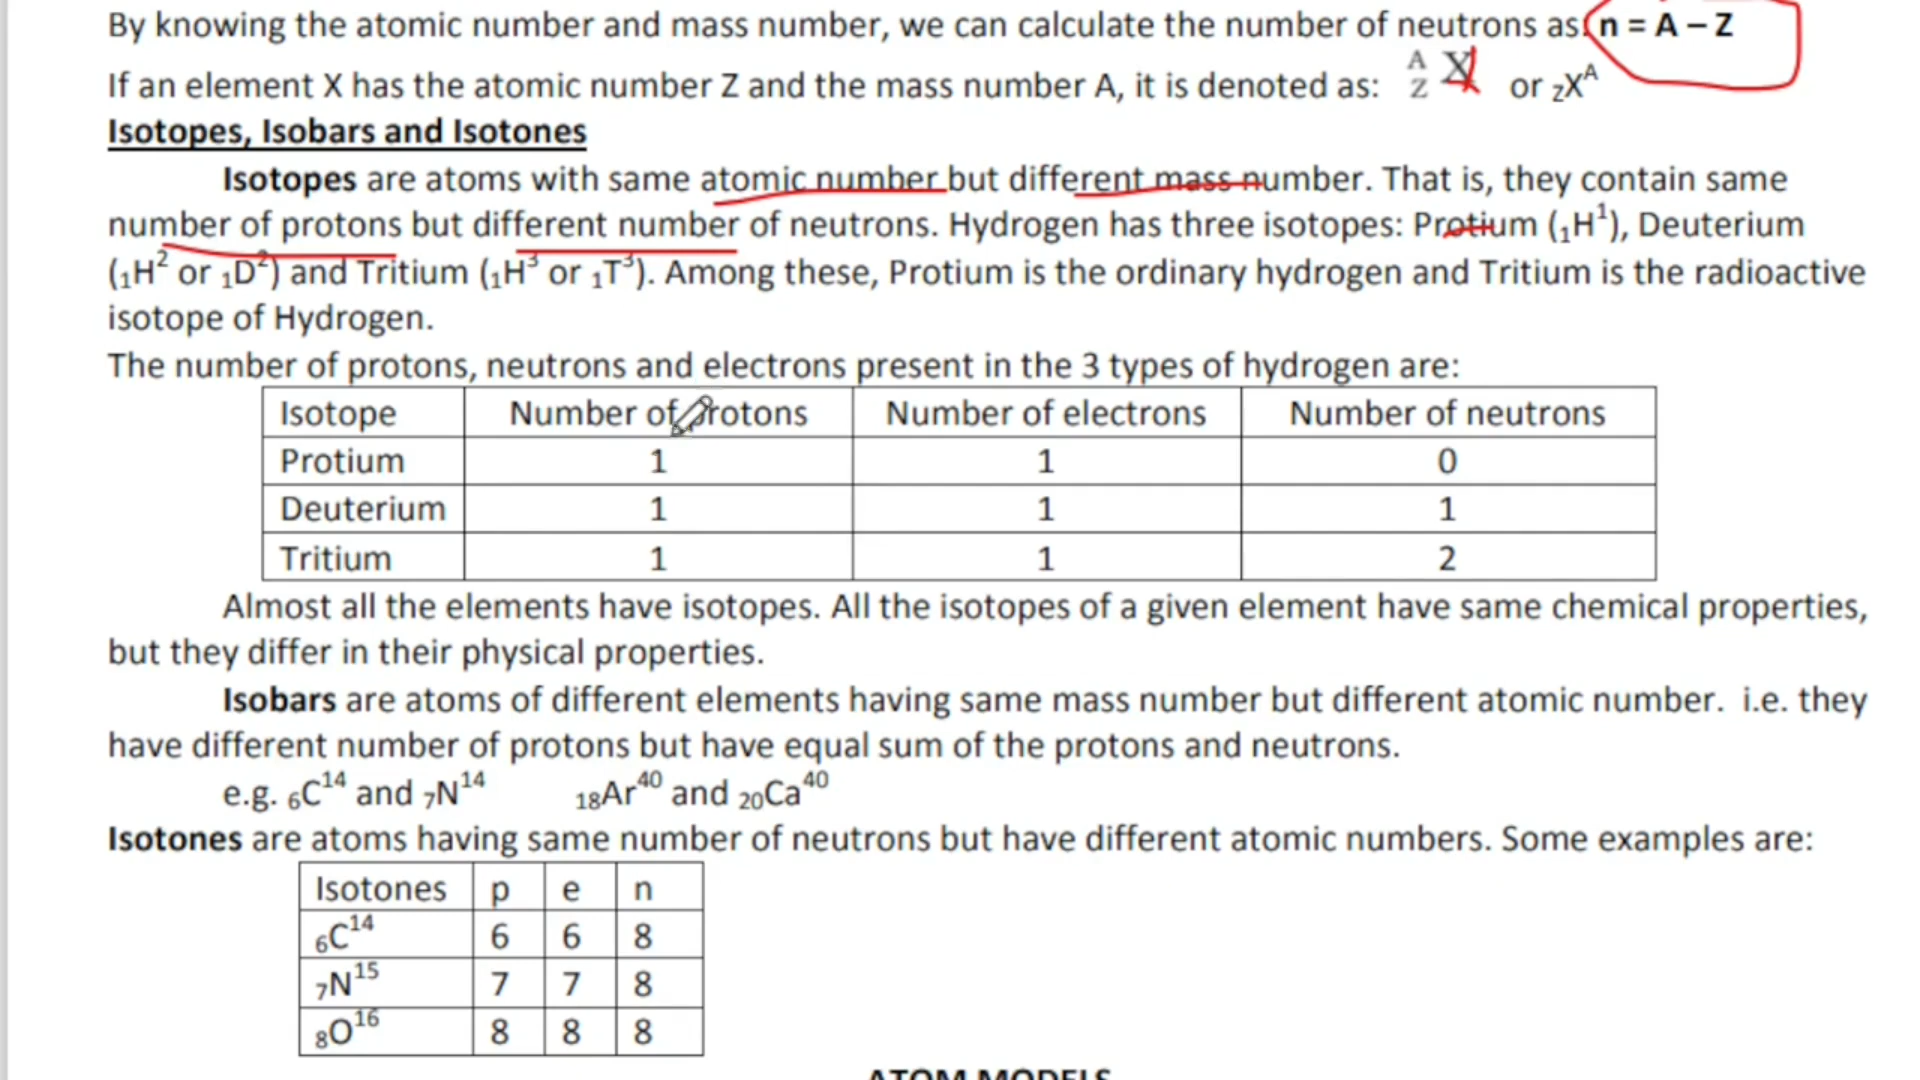 By knowing the atomic number and mass number, we can calculate the number of neutrons as: n = A – Z
If an element X has the atomic number Z and the mass number A, it is denoted as: ᴬ_Z X or _ZX^A
Isotopes, Isobars and Isotones
Isotopes are atoms with same atomic number but different mass number. That is, they contain same
number of protons but different number of neutrons. Hydrogen has three isotopes: Protium (₁H¹), Deuterium
(₁H² or ₁D²) and Tritium (₁H³ or ₁T³). Among these, Protium is the ordinary hydrogen and Tritium is the radioactive
isotope of Hydrogen.
The number of protons, neutrons and electrons present in the 3 types of hydrogen are:
Isotope Number of protons Number of electrons Number of neutrons
Protium 1 1 0
Deuterium 1 1 1
Tritium 1 1 2
Almost all the elements have isotopes. All the isotopes of a given element have same chemical properties,
but they differ in their physical properties.
Isobars are atoms of different elements having same mass number but different atomic number. i.e. they
have different number of protons but have equal sum of the protons and neutrons.
e.g. ₆C¹⁴ and ₇N¹⁴ ₁₈Ar⁴⁰ and ₂₀Ca⁴⁰
Isotones are atoms having same number of neutrons but have different atomic numbers. Some examples are:
Isotones p e n
₆C¹⁴ 6 6 8
₇N¹⁵ 7 7 8
₈O¹⁶ 8 8 8
ATOM MODELS